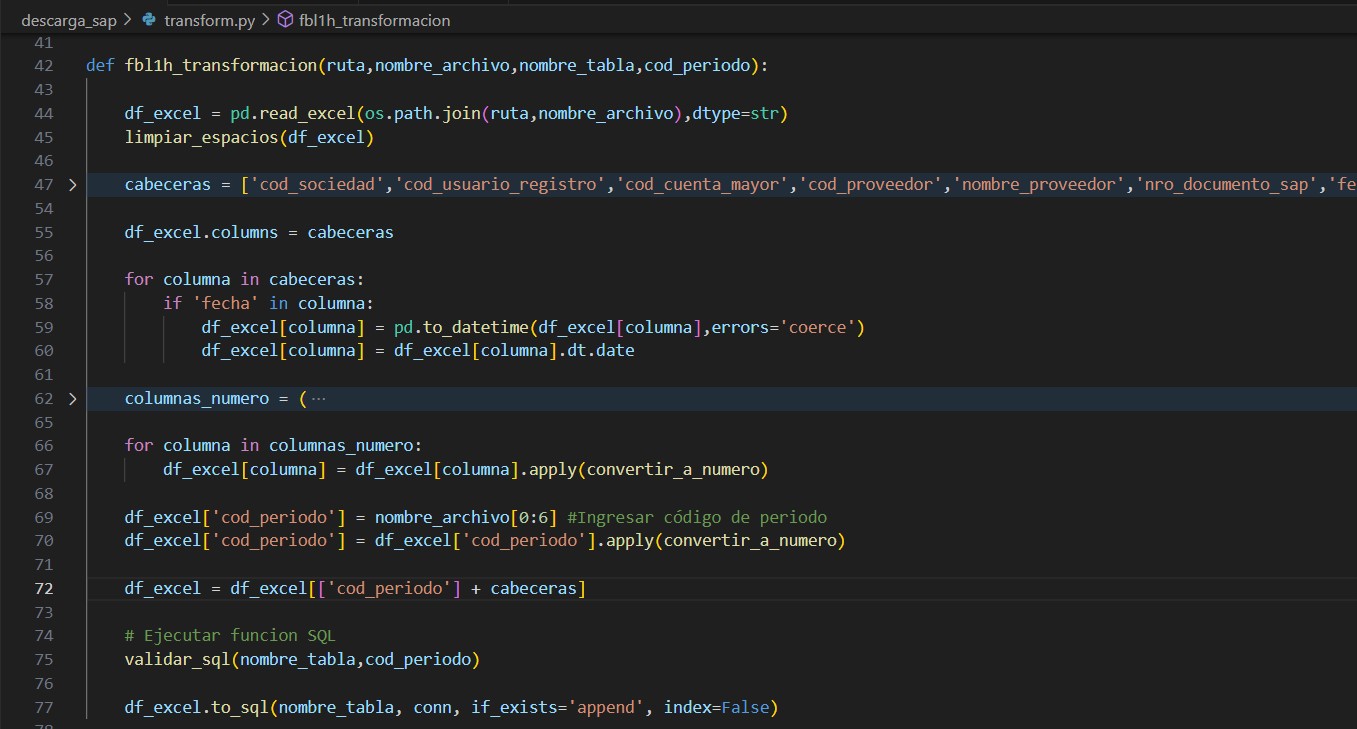 descarga_sap > transform.py > fbl1h_transformacion
41
42 def fbl1h_transformacion(ruta,nombre_archivo,nombre_tabla,cod_periodo):
43
44 df_excel = pd.read_excel(os.path.join(ruta,nombre_archivo),dtype=str)
45 limpiar_espacios(df_excel)
46
47 cabeceras = ['cod_sociedad','cod_usuario_registro','cod_cuenta_mayor','cod_proveedor','nombre_proveedor','nro_documento_sap','fe
54
55 df_excel.columns = cabeceras
56
57 for columna in cabeceras:
58 if 'fecha' in columna:
59 df_excel[columna] = pd.to_datetime(df_excel[columna],errors='coerce')
60 df_excel[columna] = df_excel[columna].dt.date
61
62 columnas_numero = (···
65
66 for columna in columnas_numero:
67 df_excel[columna] = df_excel[columna].apply(convertir_a_numero)
68
69 df_excel['cod_periodo'] = nombre_archivo[0:6] #Ingresar código de periodo
70 df_excel['cod_periodo'] = df_excel['cod_periodo'].apply(convertir_a_numero)
71
72 df_excel = df_excel[['cod_periodo'] + cabeceras]
73
74 # Ejecutar funcion SQL
75 validar_sql(nombre_tabla,cod_periodo)
76
77 df_excel.to_sql(nombre_tabla, conn, if_exists='append', index=False)
78